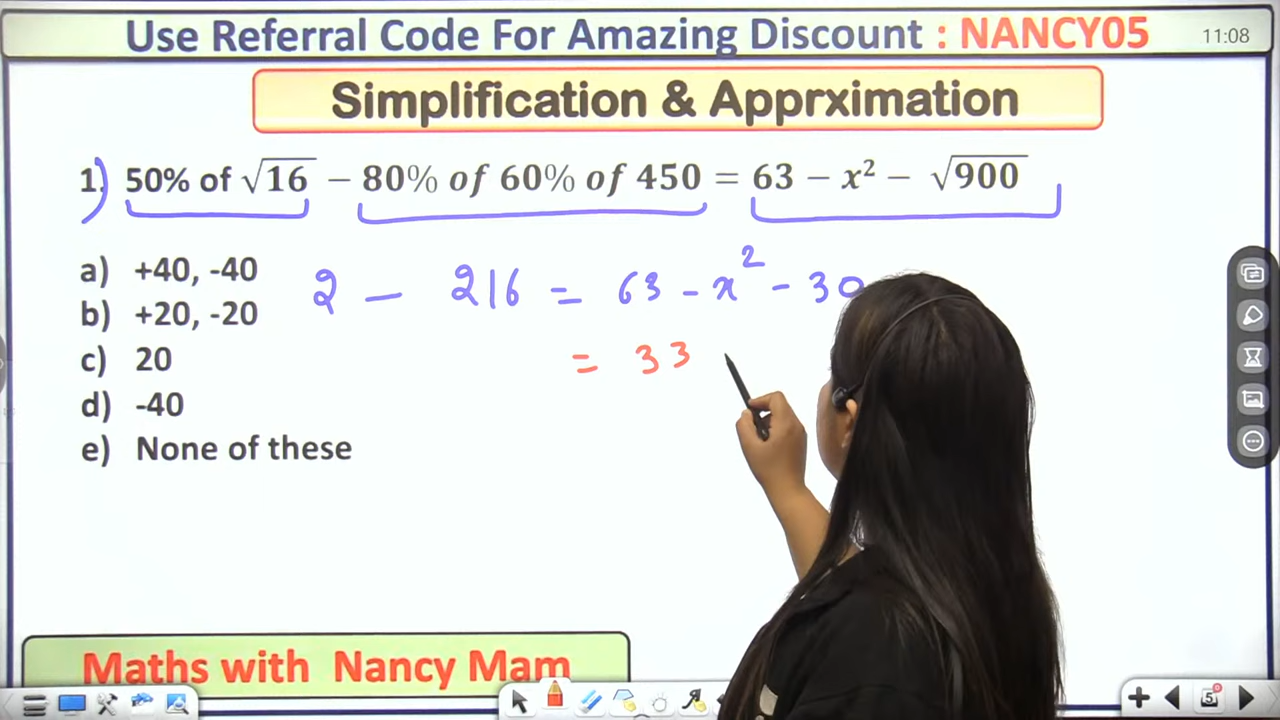 Use Referral Code For Amazing Discount : NANCY05
11:08
Simplification & Apprximation
1. 50% of √16 − 80% of 60% of 450 = 63 − x² − √900
a) +40, -40
b) +20, -20
c) 20
d) -40
e) None of these
2 − 216 = 63 - x² - 30
= 33
Maths with Nancy Mam
5